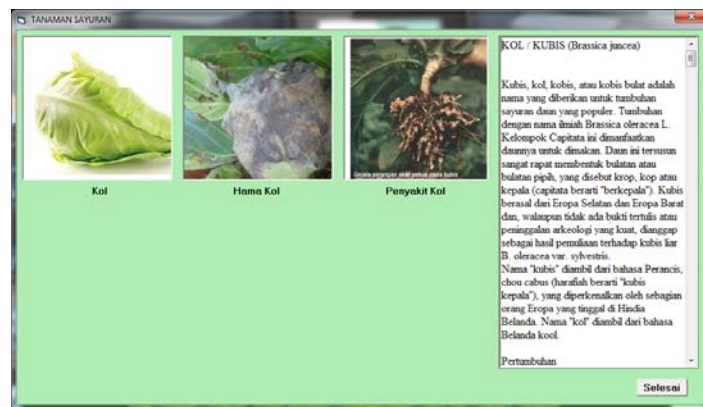 TANAMAN SAYURAN
Gejala serangan akar pada kubis
Kol
Hama Kol
Penyakit Kol
KOL / KUBIS (Brassica juncea)
Kubis, kol, kobis, atau kobis bulat adalah
nama yang diberikan untuk tumbuhan
sayuran daun yang populer. Tumbuhan
dengan nama ilmiah Brassica oleracea L.
Kelompok Capitata ini dimanfaatkan
daunnya untuk dimakan. Daun ini tersusun
sangat rapat membentuk bulatan atau
bulatan pipih, yang disebut krop, kop atau
kepala (capitata berarti "berkepala"). Kubis
berasal dari Eropa Selatan dan Eropa Barat
dan, walaupun tidak ada bukti tertulis atau
peninggalan arkeologi yang kuat, dianggap
sebagai hasil pemuliaan terhadap kubis liar
B. oleracea var. sylvestris.
Nama "kubis" diambil dari bahasa Perancis,
chou cabus (harafiah berarti "kubis
kepala"), yang diperkenalkan oleh sebagian
orang Eropa yang tinggal di Hindia
Belanda. Nama "kol" diambil dari bahasa
Belanda kool.
Pertumbuhan
Selesai